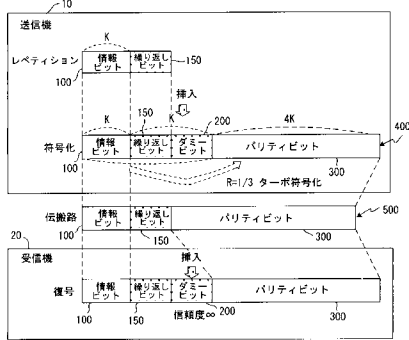 10
送信機
K
レペティション
情報
ビット
繰り返し
ビット
150
100
挿入
K
150
K
200
4K
符号化
情報
ビット
繰り返し
ビット
ダミー
ビット
パリティビット
400
100
R=1/3 ターボ符号化
300
伝搬路
情報
ビット
繰り返し
ビット
パリティビット
500
100
150
300
20
受信機
挿入
復号
情報
ビット
繰り返し
ビット
ダミー
ビット
パリティビット
100
150
信頼度∞
200
300